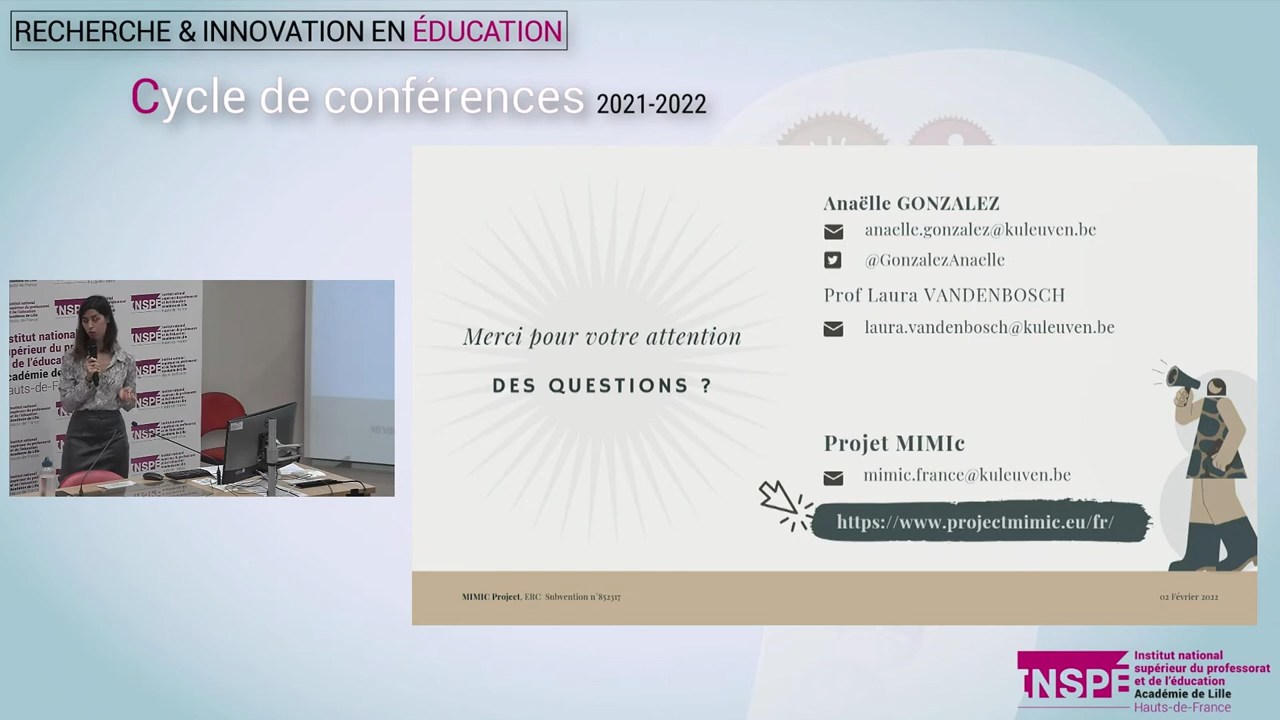 RECHERCHE & INNOVATION EN ÉDUCATION
Cycle de conférences 2021-2022
Anaëlle GONZALEZ
anaelle.gonzalez@kuleuven.be
@GonzalezAnaelle
Prof Laura VANDENBOSCH
laura.vandenbosch@kuleuven.be
Merci pour votre attention
DES QUESTIONS ?
Projet MIMIc
mimic.france@kuleuven.be
https://www.projectmimic.eu/fr/
MIMIC Project, ERC Subvention n°852317
02 Février 2022
INSPÉ
Institut national
supérieur du professorat
et de l'éducation
Académie de Lille
Hauts-de-France